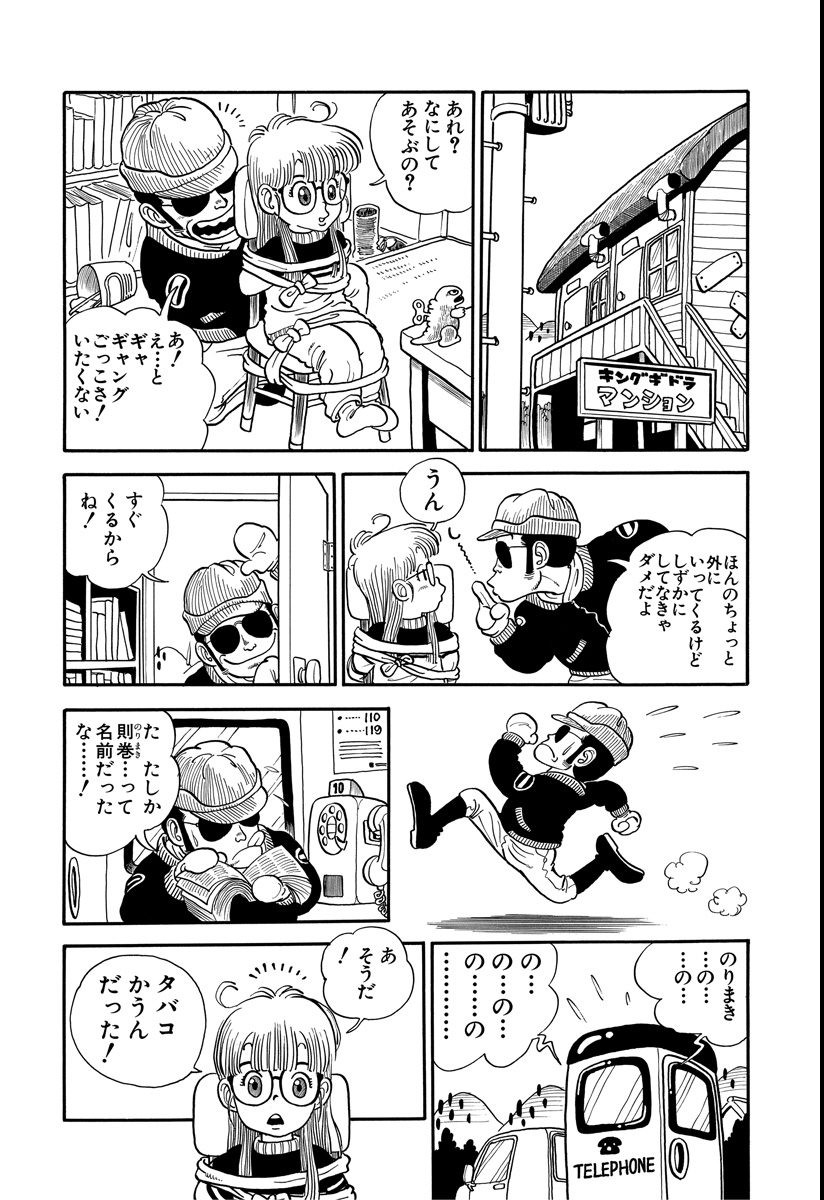 キングギドラ
マンション
あれ?
なにして
あそぶの?
あ!
え…と
ギャ
ギャング
ごっこさ!
いたくない
ほんのちょっと
外に
いってくるけど
しずかに
してなきゃ
ダメだよ
うん
すぐ
くるから
ね!
110
119
10
た たしか
則巻…って
のりまき
名前だった
な……!
のりまき
…の…
…の…
の…
の…の…
の……の
の………
TELEPHONE
あ
そうだ
!
タバコ
かうん
だった!